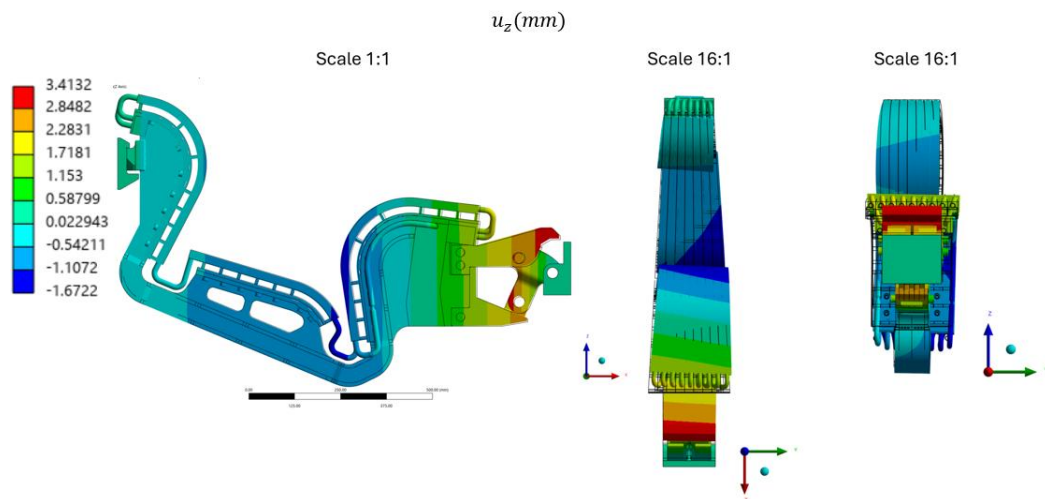 u_z(mm)
Scale 1:1
Scale 16:1
Scale 16:1
3.4132
2.8482
2.2831
1.7181
1.153
0.58799
0.022943
-0.54211
-1.1072
-1.6722
0.00
250.00
500.00 (mm)
125.00
375.00
Z